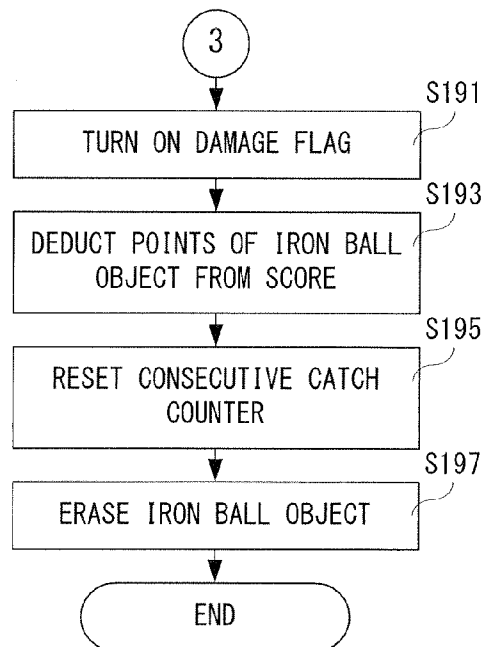 3
S191
TURN ON DAMAGE FLAG
S193
DEDUCT POINTS OF IRON BALL
OBJECT FROM SCORE
S195
RESET CONSECUTIVE CATCH
COUNTER
S197
ERASE IRON BALL OBJECT
END